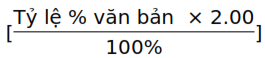 [Tỷ lệ % văn bản × 2.00
100%]